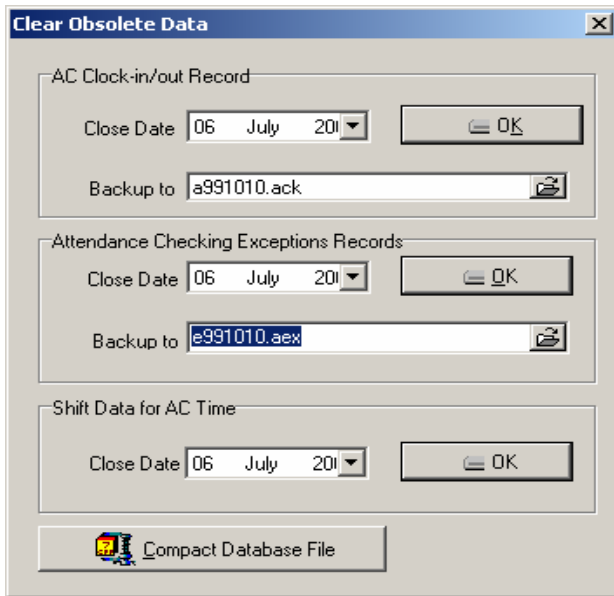 Clear Obsolete Data
AC Clock-in/out Record
Close Date 06 July OK
Backup to a991010.ack
Attendance Checking Exceptions Records
Close Date 06 July OK
Backup to e991010.aex
Shift Data for AC Time
Close Date 06 July OK
Compact Database File